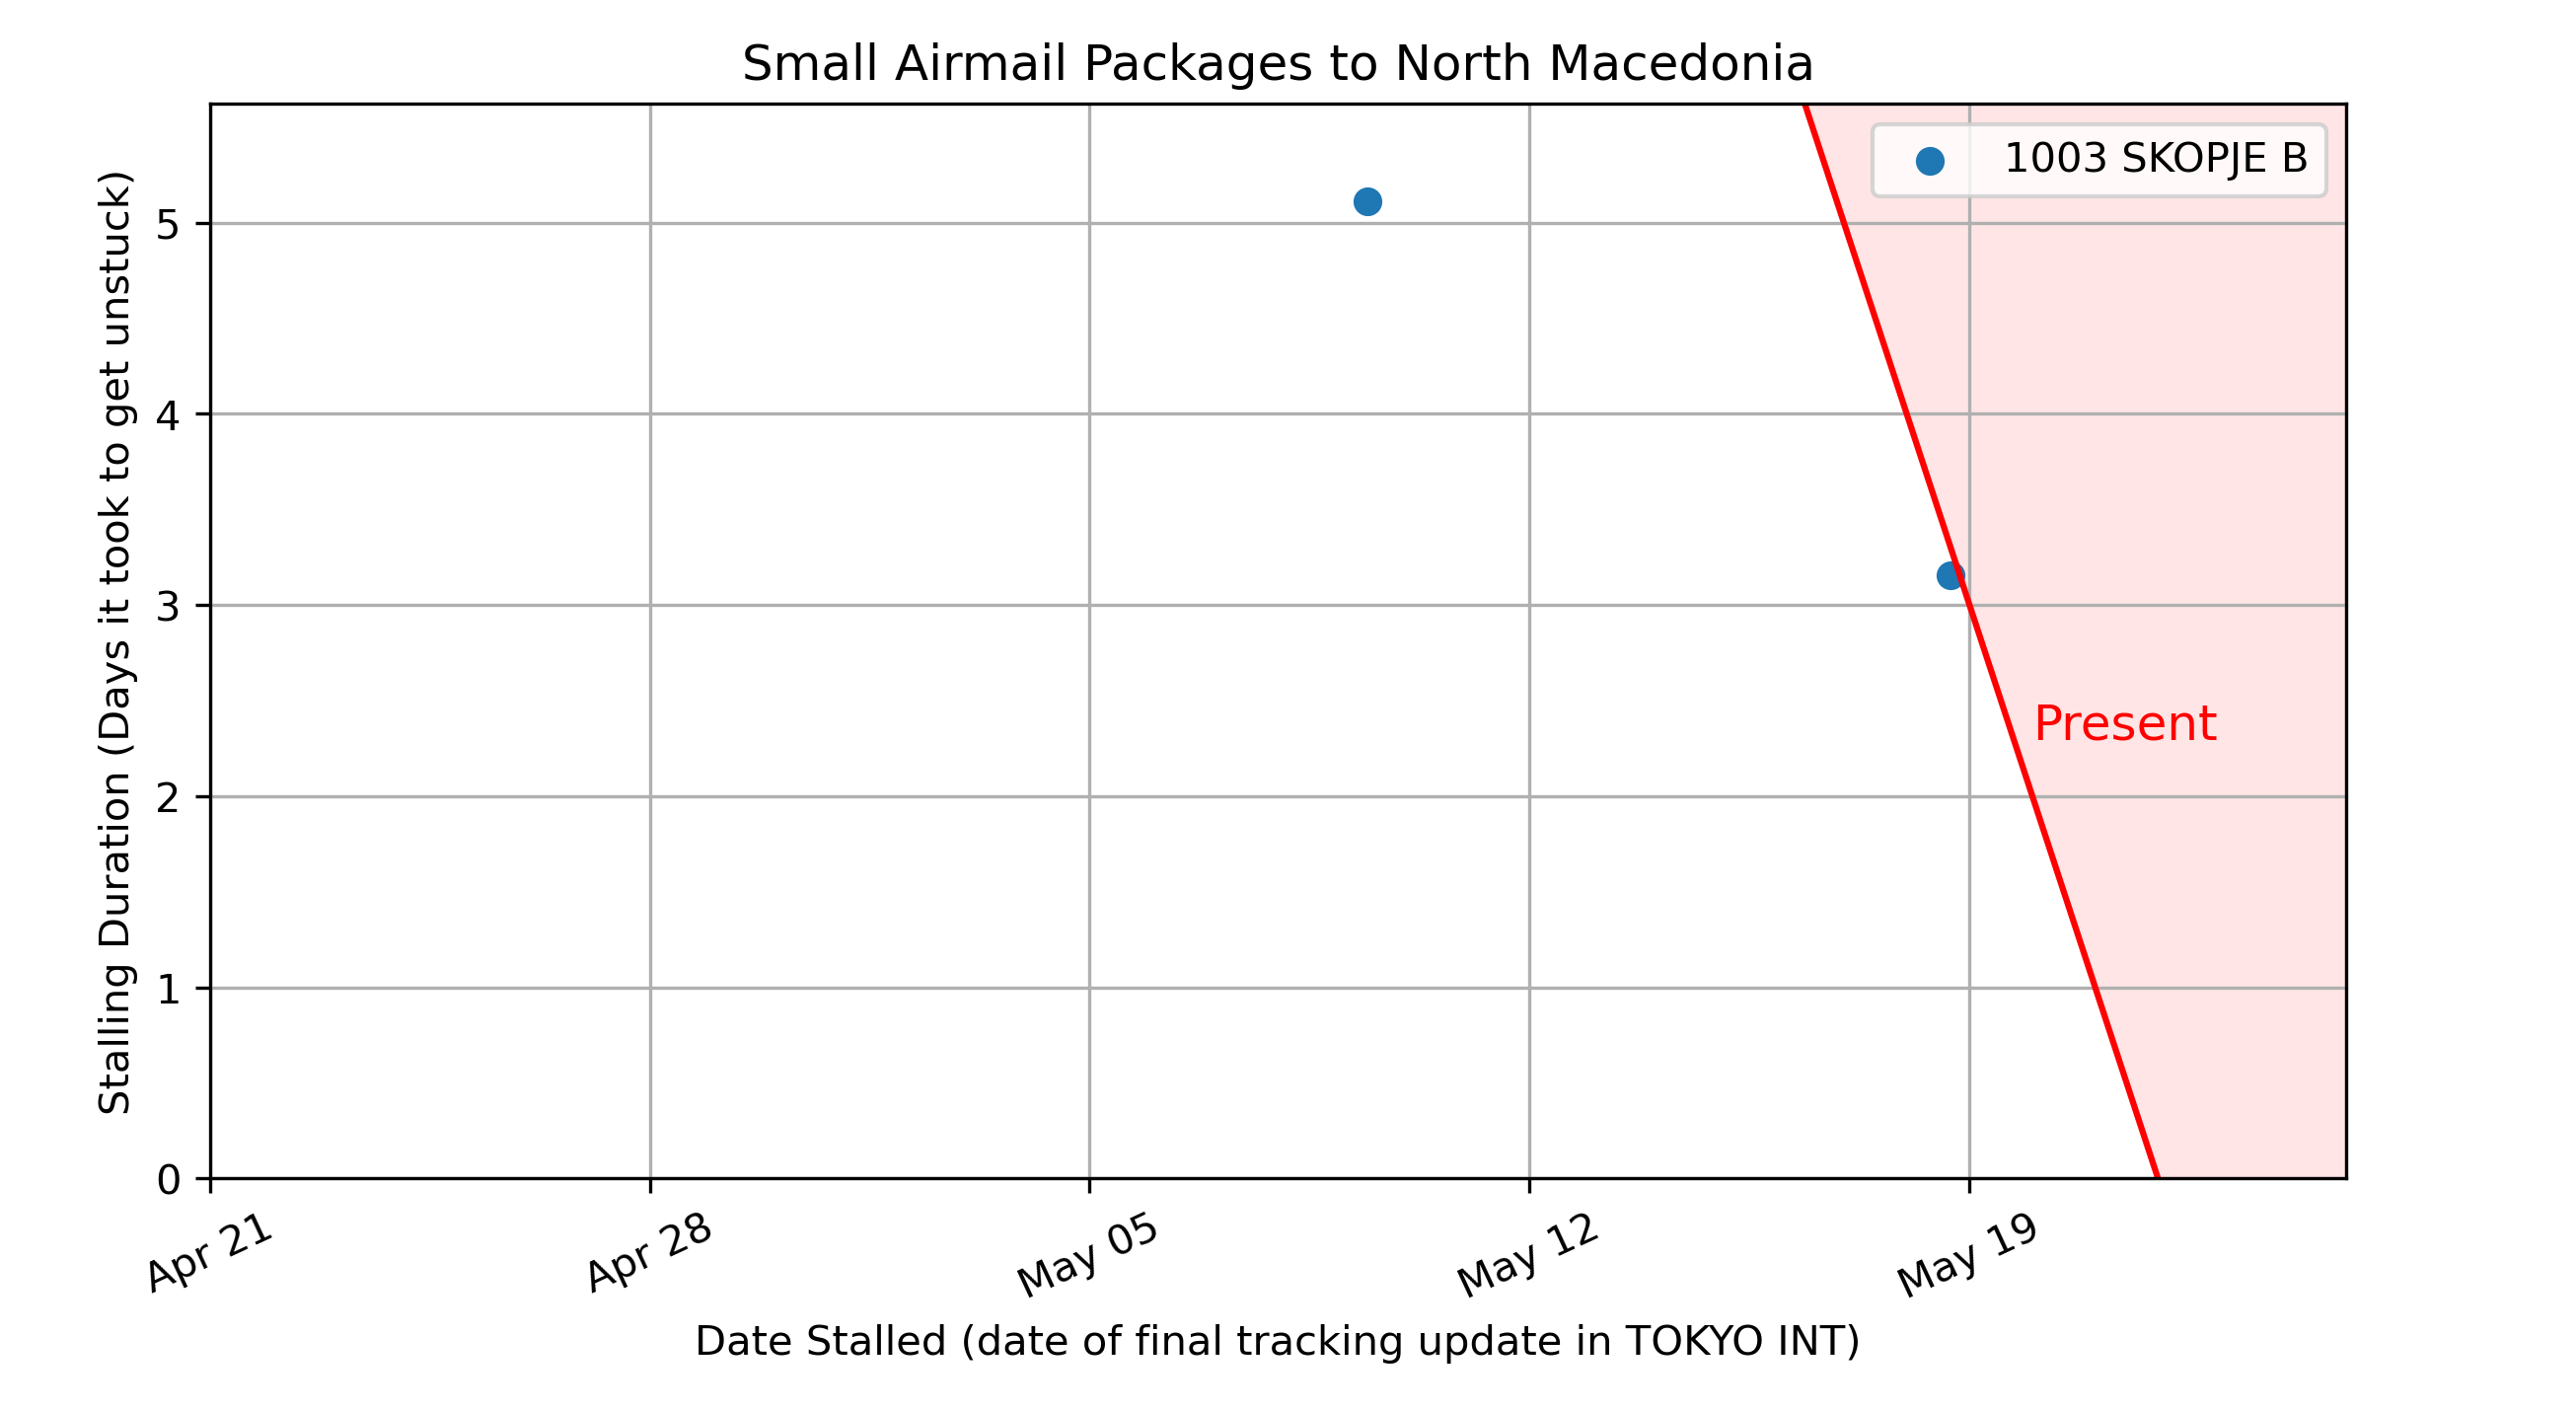 Small Airmail Packages to North Macedonia
1003 SKOPJE B
Stalling Duration (Days it took to get unstuck)
5
4
3
2
1
0
Present
Apr 21
Apr 28
May 05
May 12
May 19
Date Stalled (date of final tracking update in TOKYO INT)